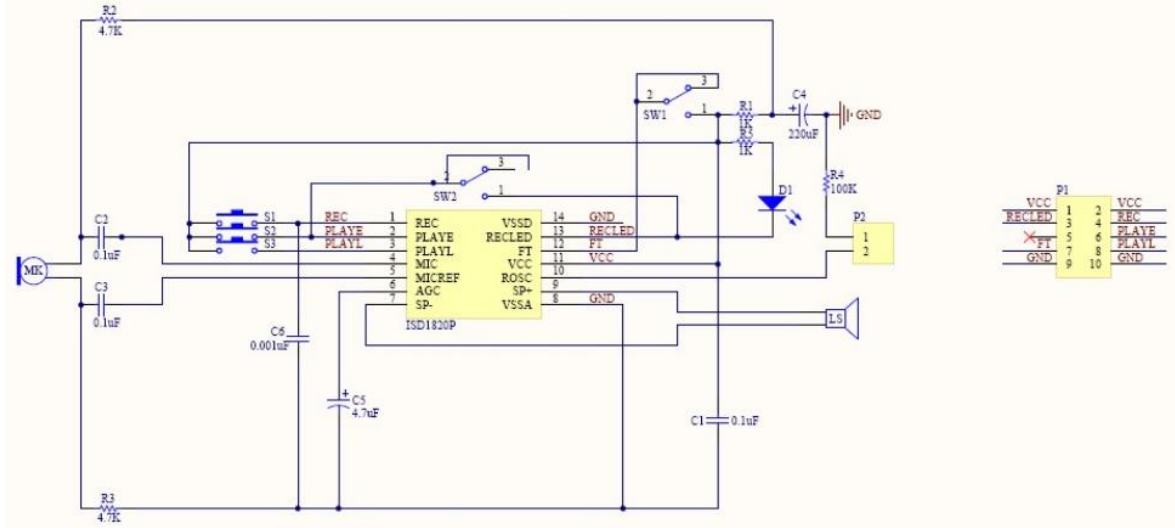 R2
4.7K
3
2
SW1
1
R1
1K
C4
+
220uF
GND
R5
1K
3
2
SW2
1
D1
R4
100K
P2
1
2
P1
VCC 1 2 VCC
RECLED 3 4 REC
5 6 PLAYE
FT 7 8 PLAYL
GND 9 10 GND
C2
0.1uF
S1 REC 1 REC VSSD 14 GND
S2 PLAYE 2 PLAYE RECLED 13 RECLED
S3 PLAYL 3 PLAYL FT 12 FT
4 MIC VCC 11 VCC
5 MICREF ROSC 10
6 AGC SP+ 9
7 SP- VSSA 8 GND
ISD1820P
MK
C3
0.1uF
LS
C6
0.001uF
+
C5
4.7uF
C1 0.1uF
R3
4.7K